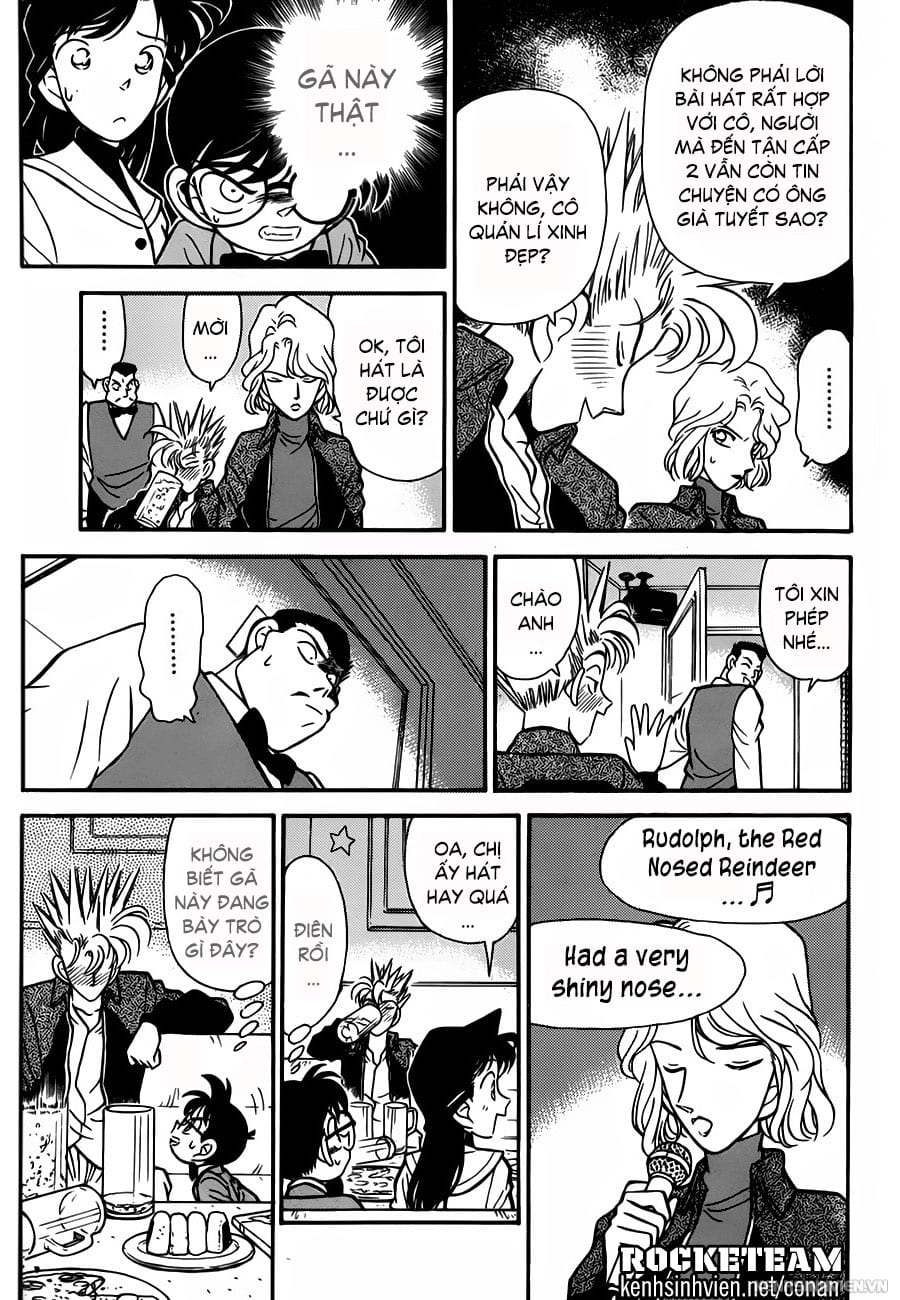 KHÔNG PHẢI LỜI
BÀI HÁT RẤT HỢP
VỚI CÔ, NGƯỜI
MÀ ĐẾN TẬN CẤP
2 VẪN CÒN TIN
CHUYỆN CÓ ÔNG
GIÀ TUYẾT SAO?
PHẢI VẬY
KHÔNG, CÔ
QUẢN LÍ XINH
ĐẸP?
.......
GÃ NÀY
THẬT
...
OK, TÔI
HÁT LÀ
ĐƯỢC
CHỨ GÌ?
MỜI
...
.......
TÔI XIN
PHÉP
NHÉ...
CHÀO
ANH
...
.......
Rudolph, the Red
Nosed Reindeer
... ♬
Had a very
shiny nose...
OA, CHỊ
ẤY HÁT
HAY QUÁ
...
ĐIÊN
RỒI
KHÔNG
BIẾT GÃ
NÀY ĐANG
BÀY TRÒ
GÌ ĐÂY?
ROCKETEAM
kenhsinhvien.net/conan